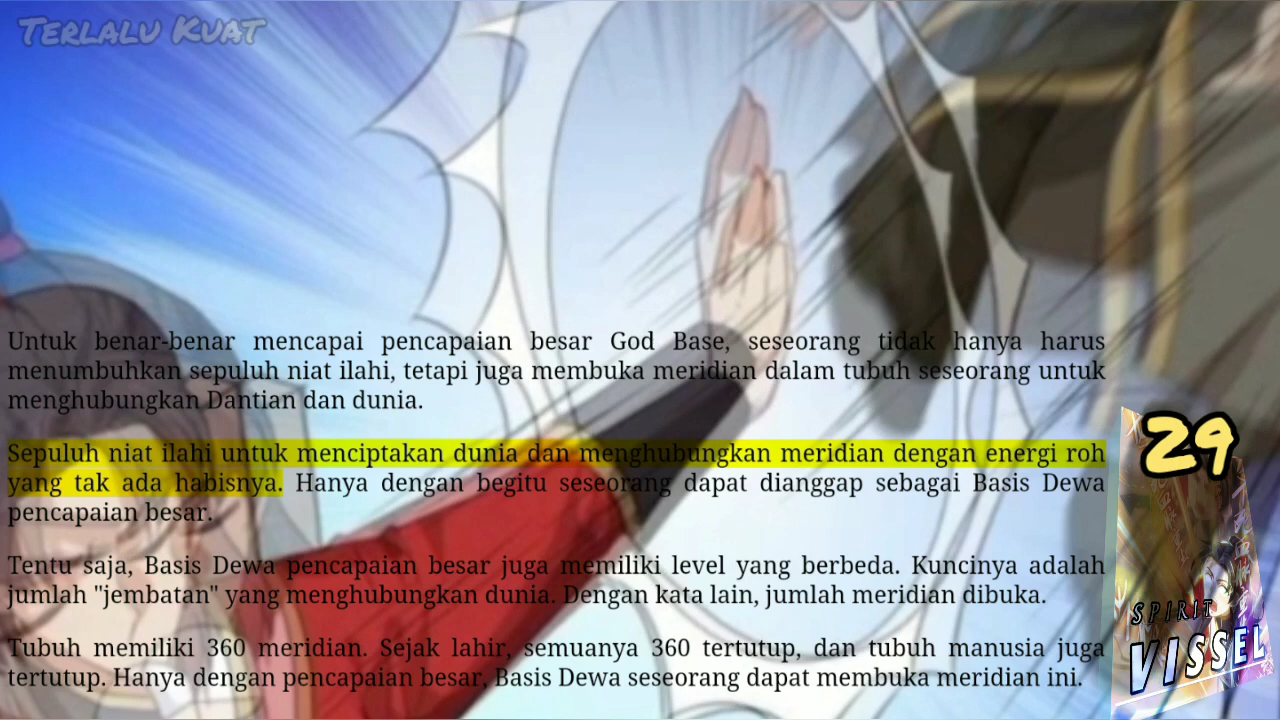 TERLALU KUAT
Untuk benar-benar mencapai pencapaian besar God Base, seseorang tidak hanya harus
menumbuhkan sepuluh niat ilahi, tetapi juga membuka meridian dalam tubuh seseorang untuk
menghubungkan Dantian dan dunia.
Sepuluh niat ilahi untuk menciptakan dunia dan menghubungkan meridian dengan energi roh
yang tak ada habisnya. Hanya dengan begitu seseorang dapat dianggap sebagai Basis Dewa
pencapaian besar.
Tentu saja, Basis Dewa pencapaian besar juga memiliki level yang berbeda. Kuncinya adalah
jumlah "jembatan" yang menghubungkan dunia. Dengan kata lain, jumlah meridian dibuka.
Tubuh memiliki 360 meridian. Sejak lahir, semuanya 360 tertutup, dan tubuh manusia juga
tertutup. Hanya dengan pencapaian besar, Basis Dewa seseorang dapat membuka meridian ini.
29
SPIRIT
VISSEL